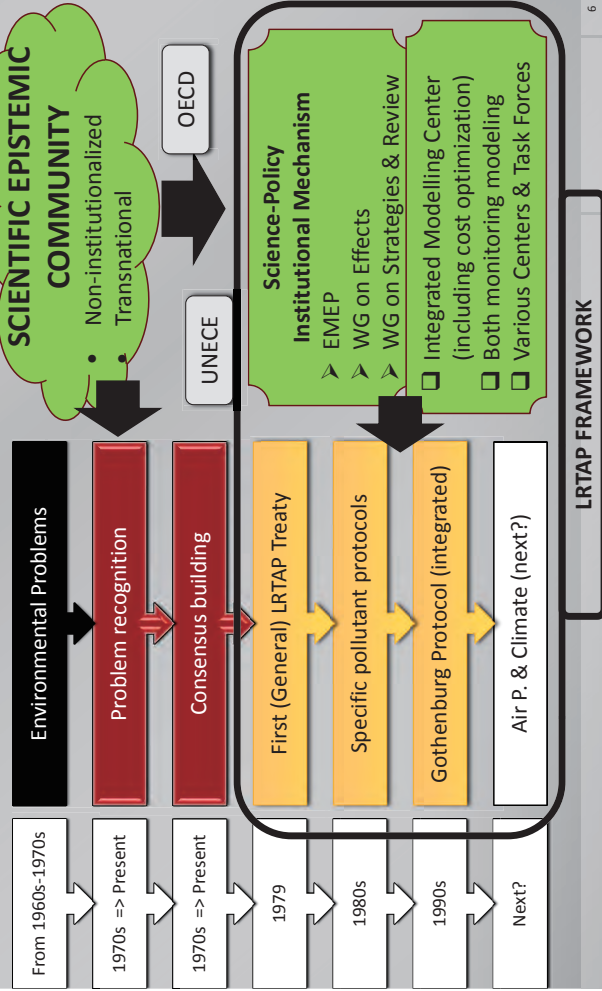 From 1960s-1970s
1970s => Present
1970s => Present
1979
1980s
1990s
Next?
Environmental Problems
Problem recognition
Consensus building
First (General) LRTAP Treaty
Specific pollutant protocols
Gothenburg Protocol (integrated)
Air P. & Climate (next?)
SCIENTIFIC EPISTEMIC
COMMUNITY
• Non-institutionalized
• Transnational
UNECE
OECD
Science-Policy
Institutional Mechanism
➢ EMEP
➢ WG on Effects
➢ WG on Strategies & Review
❑ Integrated Modelling Center
(including cost optimization)
❑ Both monitoring modeling
❑ Various Centers & Task Forces
LRTAP FRAMEWORK
6